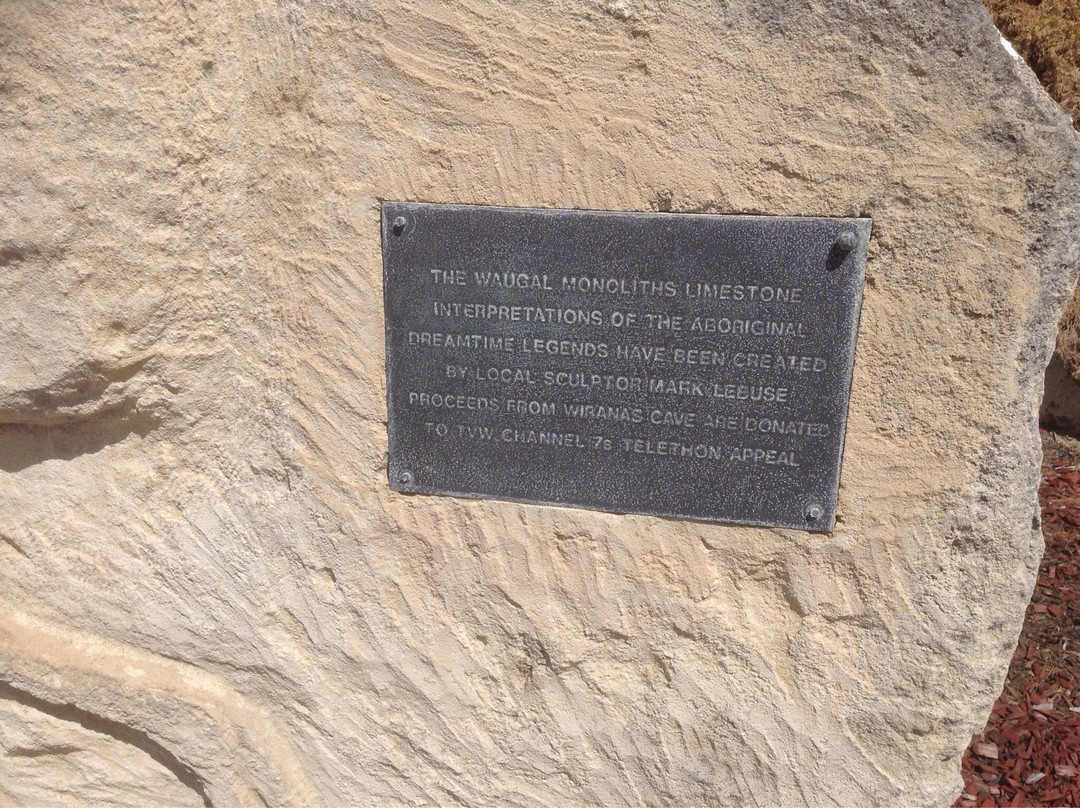 THE WAUGAL MONOLITHS LIMESTONE
INTERPRETATIONS OF THE ABORIGINAL
DREAMTIME LEGENDS HAVE BEEN CREATED
BY LOCAL SCULPTOR MARK LEBUSE
PROCEEDS FROM WIRANAS CAVE ARE DONATED
TO TVW CHANNEL 7s TELETHON APPEAL